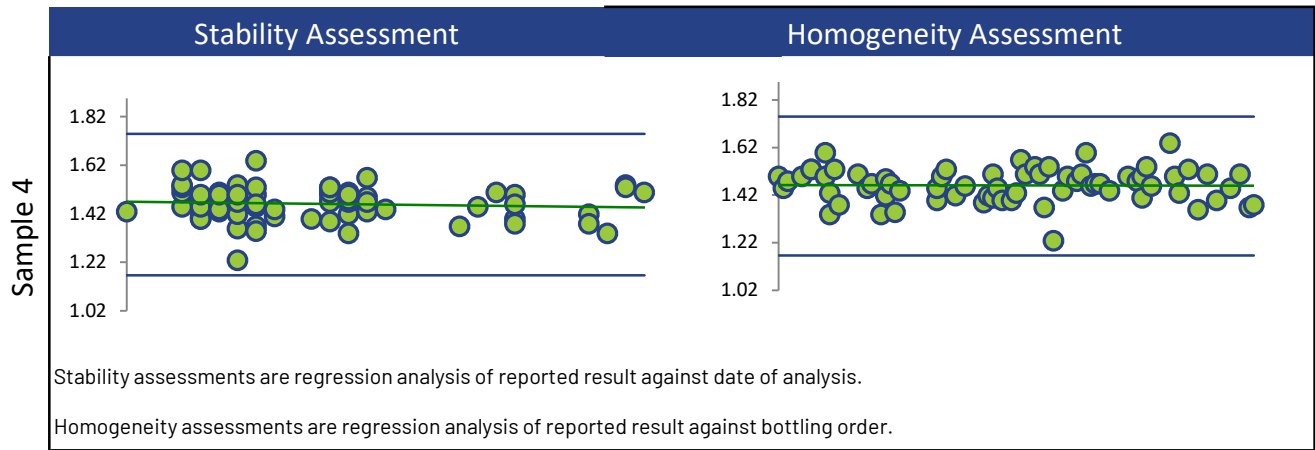 Stability Assessment
Homogeneity Assessment
Sample 4
1.82
1.62
1.42
1.22
1.02
1.82
1.62
1.42
1.22
1.02
Stability assessments are regression analysis of reported result against date of analysis.
Homogeneity assessments are regression analysis of reported result against bottling order.